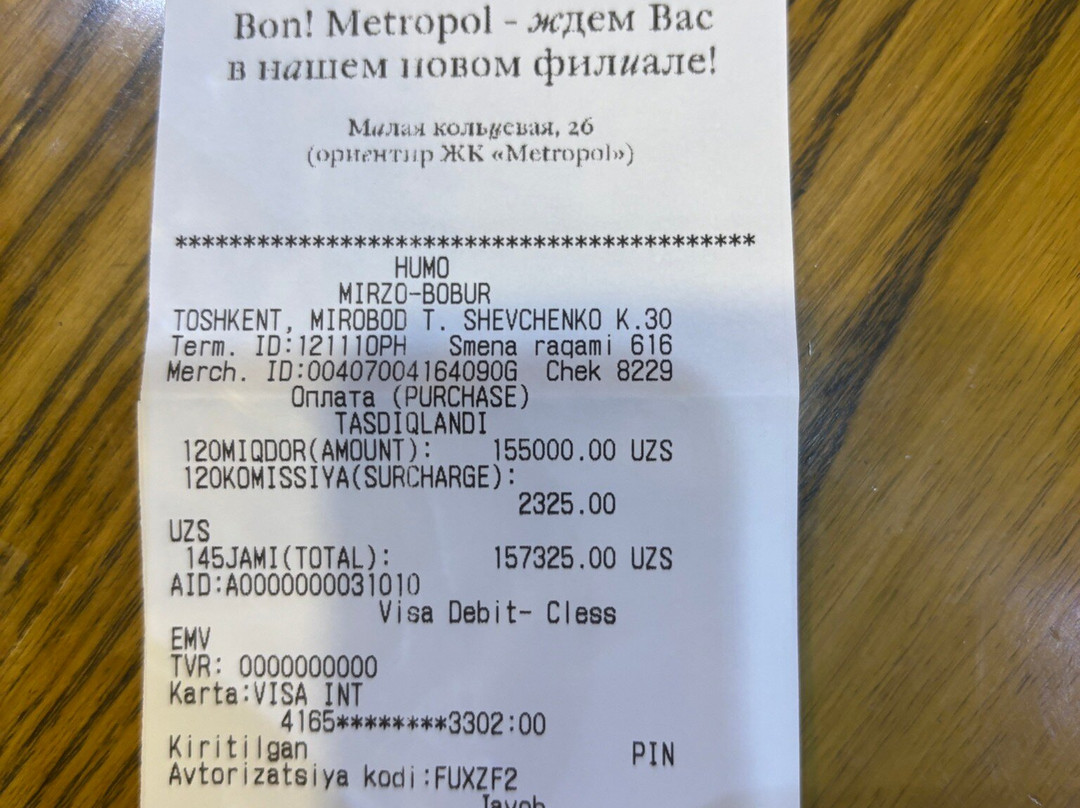 Bon! Metropol - ждем Вас
в нашем новом филиале!
Малая кольцевая, 26
(ориентир ЖК «Metropol»)
*******************************************
HUMO
MIRZO-BOBUR
TOSHKENT, MIROBOD T. SHEVCHENKO K.30
Term. ID:121110PH Smena raqami 616
Merch. ID:00407004164090G Chek 8229
Оплата (PURCHASE)
TASDIQLANDI
120MIQDOR(AMOUNT): 155000.00 UZS
120KOMISSIYA(SURCHARGE):
2325.00
UZS
145JAMI(TOTAL): 157325.00 UZS
AID:A0000000031010
Visa Debit- Cless
EMV
TVR: 0000000000
Karta:VISA INT
4165********3302:00
Kiritilgan PIN
Avtorizatsiya kodi:FUXZF2
Javob